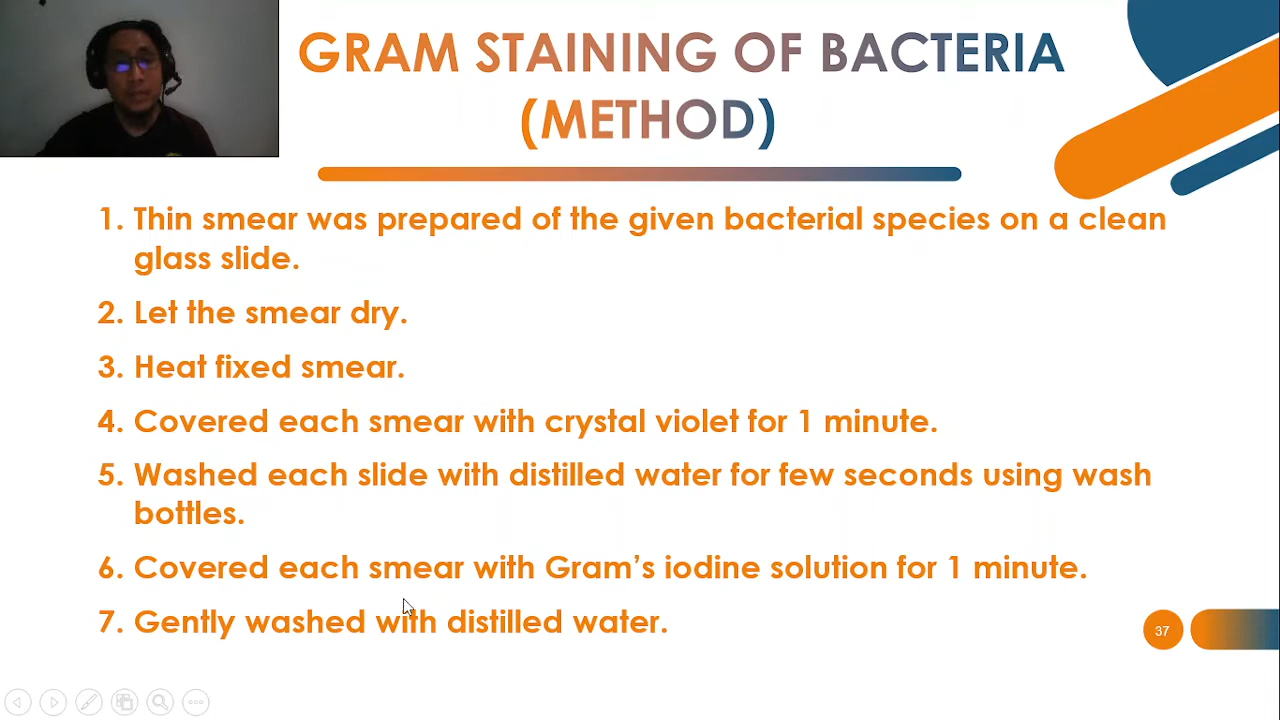 GRAM STAINING OF BACTERIA
(METHOD)
1. Thin smear was prepared of the given bacterial species on a clean
glass slide.
2. Let the smear dry.
3. Heat fixed smear.
4. Covered each smear with crystal violet for 1 minute.
5. Washed each slide with distilled water for few seconds using wash
bottles.
6. Covered each smear with Gram's iodine solution for 1 minute.
7. Gently washed with distilled water.
37